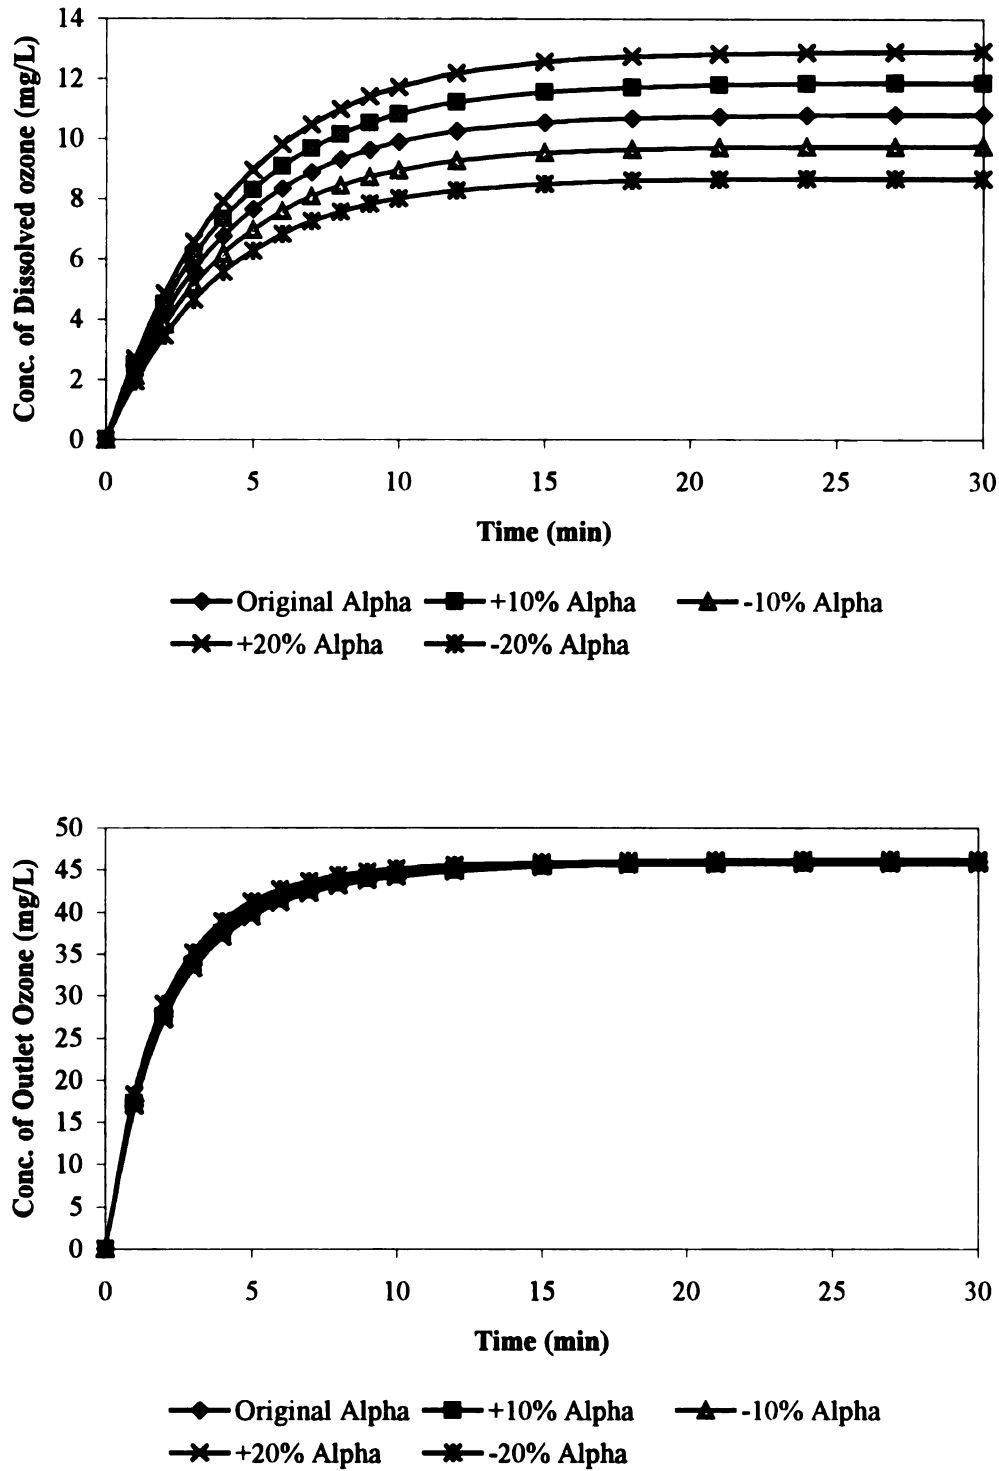 14
12
10
8
6
4
2
0
Conc. of Dissolved ozone (mg/L)
0 5 10 15 20 25 30
Time (min)
Original Alpha +10% Alpha -10% Alpha
+20% Alpha -20% Alpha
50
45
40
35
30
25
20
15
10
5
0
Conc. of Outlet Ozone (mg/L)
0 5 10 15 20 25 30
Time (min)
Original Alpha +10% Alpha -10% Alpha
+20% Alpha -20% Alpha